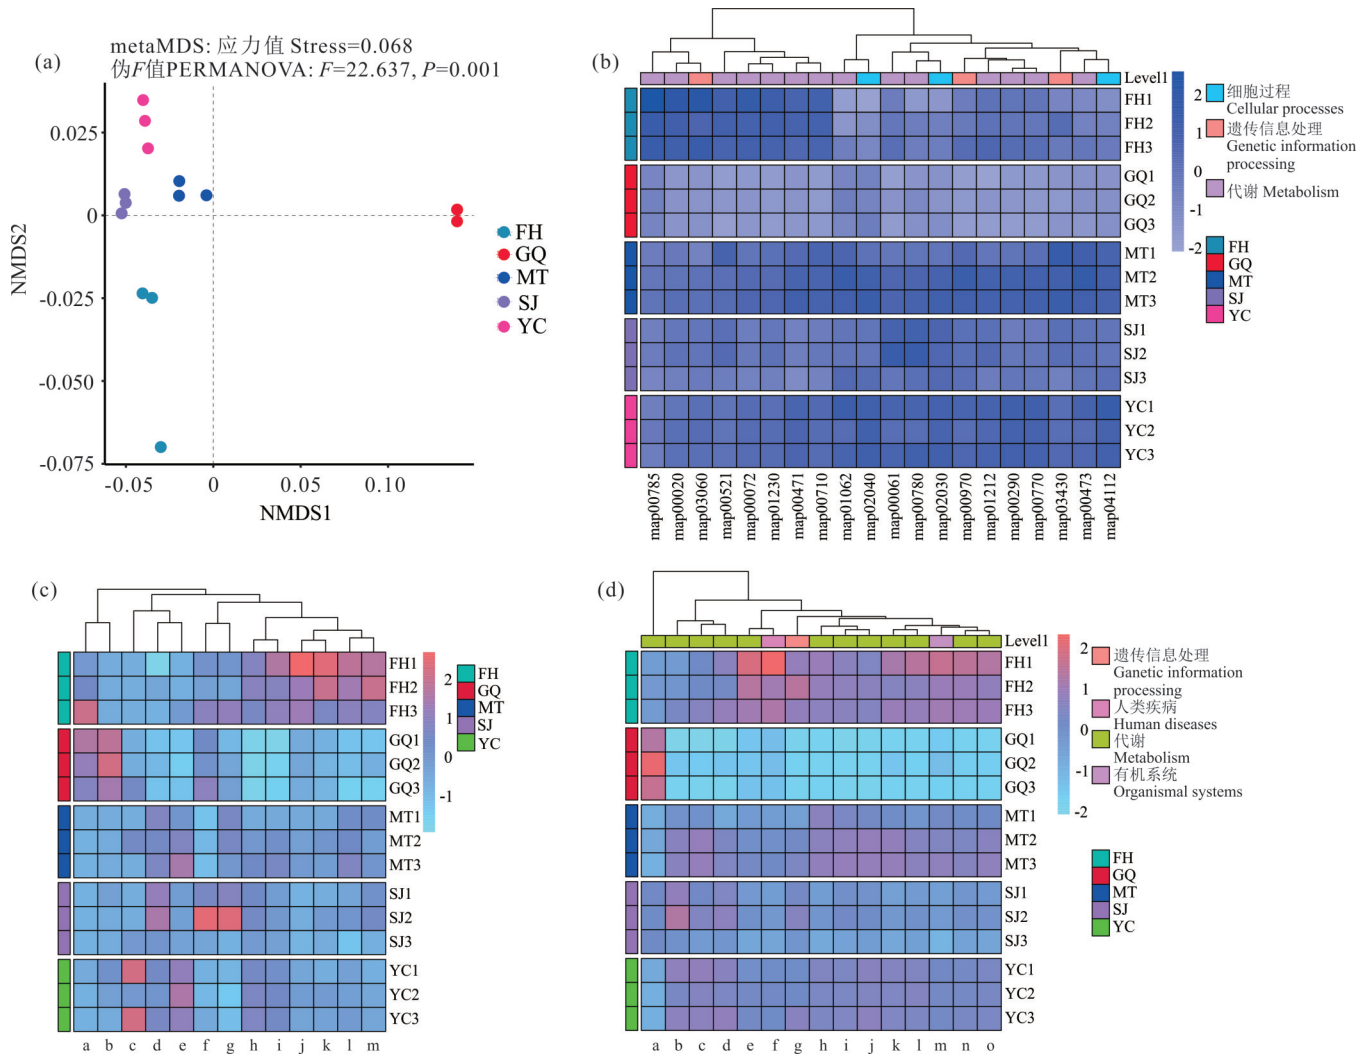 (a)
metaMDS: 应力值 Stress=0.068
伪F值PERMANOVA: F=22.637, P=0.001
0.025
0
-0.025
-0.050
-0.075
NMDS2
-0.05
0
0.05
0.10
NMDS1
FH
GQ
MT
SJ
YC
(b)
Level1
FH1
FH2
FH3
GQ1
GQ2
GQ3
MT1
MT2
MT3
SJ1
SJ2
SJ3
YC1
YC2
YC3
map00785
map00020
map03060
map00521
map00072
map01230
map00471
map00710
map01062
map02040
map00061
map00780
map02030
map00970
map01212
map00290
map00770
map03430
map00473
map04112
2
1
0
-1
-2
细胞过程
Cellular processes
遗传信息处理
Genetic information
processing
代谢 Metabolism
FH
GQ
MT
SJ
YC
(c)
FH1
FH2
FH3
GQ1
GQ2
GQ3
MT1
MT2
MT3
SJ1
SJ2
SJ3
YC1
YC2
YC3
a b c d e f g h i j k l m
2
1
0
-1
FH
GQ
MT
SJ
YC
(d)
Level1
FH1
FH2
FH3
GQ1
GQ2
GQ3
MT1
MT2
MT3
SJ1
SJ2
SJ3
YC1
YC2
YC3
a b c d e f g h i j k l m n o
2
1
0
-1
-2
遗传信息处理
Ganetic information
processing
人类疾病
Human diseases
代谢
Metabolism
有机系统
Organismal systems
FH
GQ
MT
SJ
YC